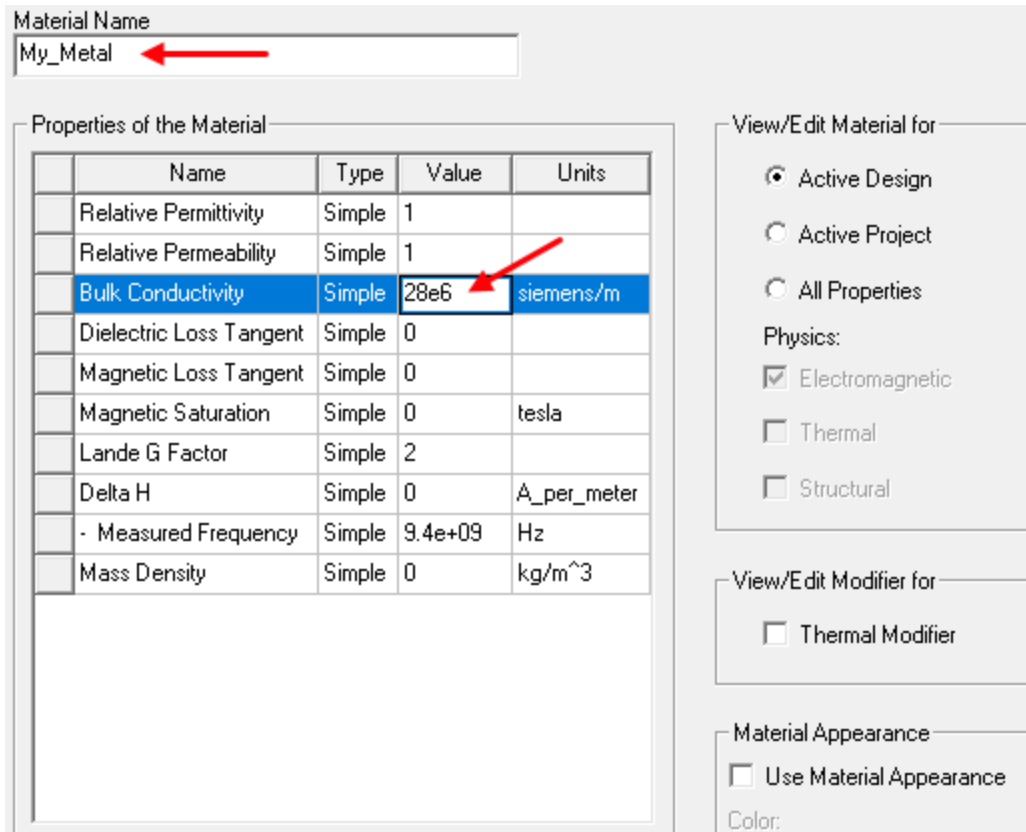 Material Name
My_Metal
Properties of the Material
Name Type Value Units
Relative Permittivity Simple 1
Relative Permeability Simple 1
Bulk Conductivity Simple 28e6 siemens/m
Dielectric Loss Tangent Simple 0
Magnetic Loss Tangent Simple 0
Magnetic Saturation Simple 0 tesla
Lande G Factor Simple 2
Delta H Simple 0 A_per_meter
- Measured Frequency Simple 9.4e+09 Hz
Mass Density Simple 0 kg/m^3
View/Edit Material for
Active Design
Active Project
All Properties
Physics:
Electromagnetic
Thermal
Structural
View/Edit Modifier for
Thermal Modifier
Material Appearance
Use Material Appearance
Color: